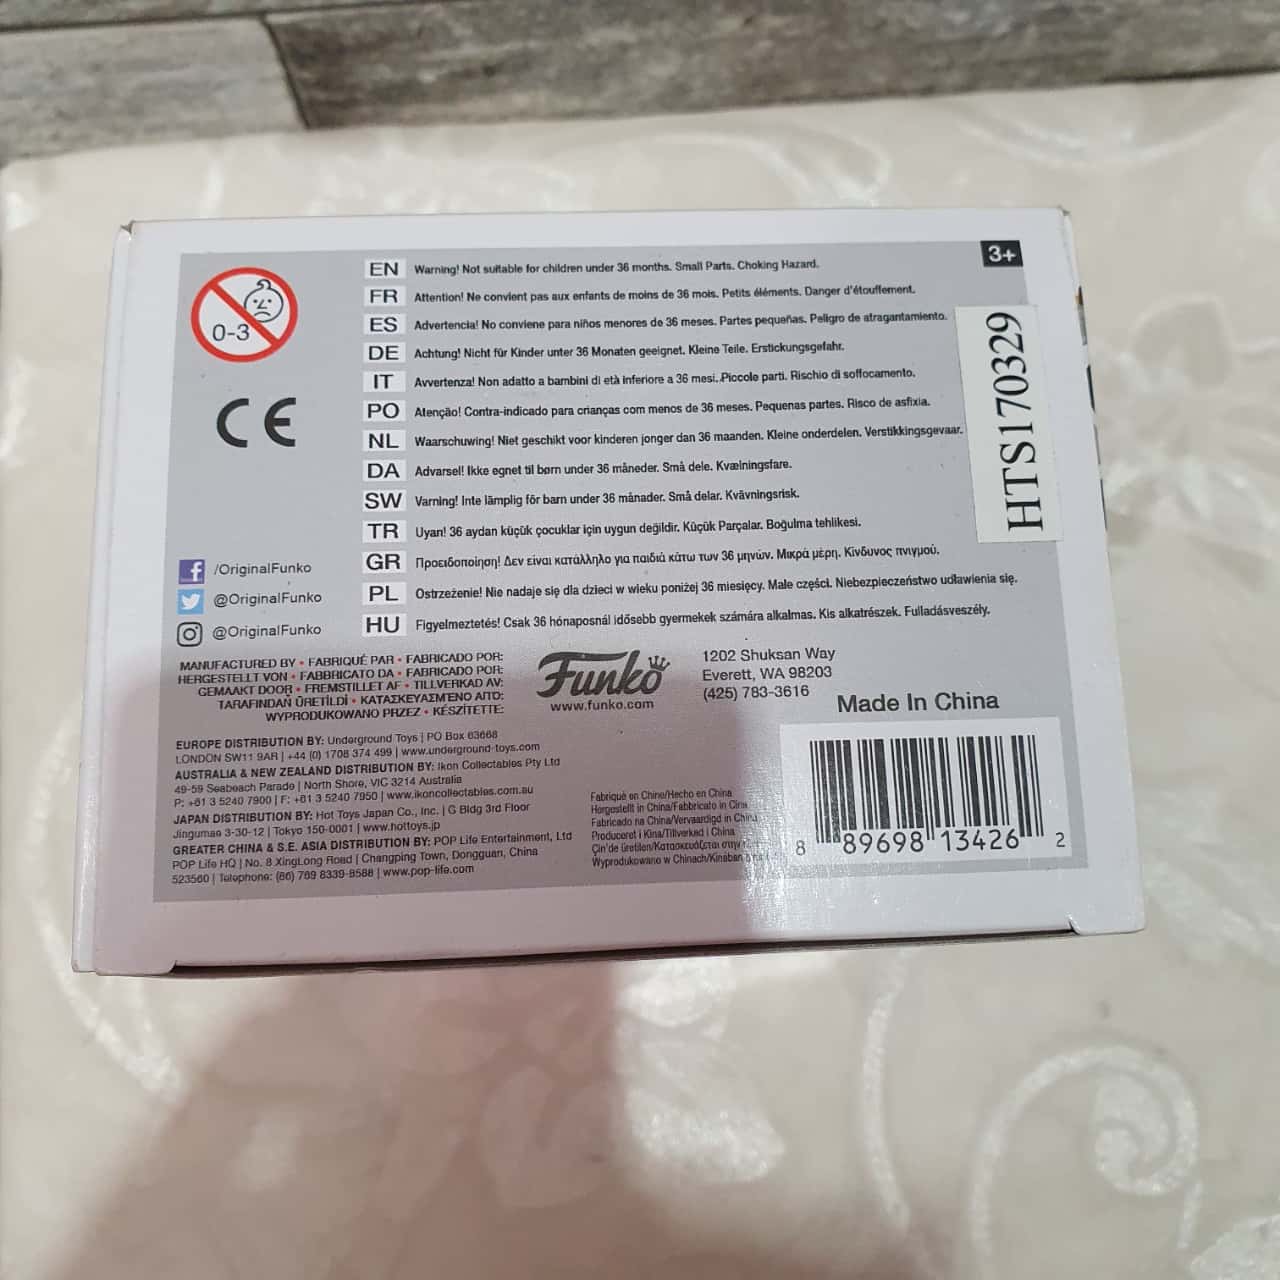 3+
0-3
CE
EN Warning! Not suitable for children under 36 months. Small Parts. Choking Hazard.
FR Attention! Ne convient pas aux enfants de moins de 36 mois. Petits éléments. Danger d'étouffement.
ES Advertencia! No conviene para niños menores de 36 meses. Partes pequeñas. Peligro de atragantamiento.
DE Achtung! Nicht für Kinder unter 36 Monaten geeignet. Kleine Teile. Erstickungsgefahr.
IT Avvertenza! Non adatto a bambini di età inferiore a 36 mesi. Piccole parti. Rischio di soffocamento.
PO Atenção! Contra-indicado para crianças com menos de 36 meses. Pequenas partes. Risco de asfixia.
NL Waarschuwing! Niet geschikt voor kinderen jonger dan 36 maanden. Kleine onderdelen. Verstikkingsgevaar.
DA Advarsel! Ikke egnet til børn under 36 måneder. Små dele. Kvælningsfare.
SW Varning! Inte lämplig för barn under 36 månader. Små delar. Kvävningsrisk.
TR Uyarı! 36 aydan küçük çocuklar için uygun değildir. Küçük Parçalar. Boğulma tehlikesi.
GR Προειδοποίηση! Δεν είναι κατάλληλο για παιδιά κάτω των 36 μηνών. Μικρά μέρη. Κίνδυνος πνιγμού.
PL Ostrzeżenie! Nie nadaje się dla dzieci w wieku poniżej 36 miesięcy. Małe części. Niebezpieczeństwo udławienia się.
HU Figyelmeztetés! Csak 36 hónaposnál idősebb gyermekek számára alkalmas. Kis alkatrészek. Fulladásveszély.
HTS170329
f /OriginalFunko
@OriginalFunko
@OriginalFunko
MANUFACTURED BY • FABRIQUÉ PAR • FABRICADO POR:
HERGESTELLT VON • FABBRICATO DA • FABRICADO POR:
GEMAAKT DOOR • FREMSTILLET AF • TILLVERKAD AV:
TARAFINDAN ÜRETİLDİ • ΚΑΤΑΣΚΕΥΑΣΜΈΝΟ ΑΠΌ:
WYPRODUKOWANO PRZEZ • KÉSZÍTETTE:
Funko
www.funko.com
1202 Shuksan Way
Everett, WA 98203
(425) 783-3616
Made In China
EUROPE DISTRIBUTION BY: Underground Toys | PO Box 63668
LONDON SW11 9AR | +44 (0) 1708 374 499 | www.underground-toys.com
AUSTRALIA & NEW ZEALAND DISTRIBUTION BY: Ikon Collectables Pty Ltd
49-59 Seabeach Parade | North Shore, VIC 3214 Australia
P: +61 3 5240 7900 | F: +61 3 5240 7950 | www.ikoncollectables.com.au
JAPAN DISTRIBUTION BY: Hot Toys Japan Co., Inc. | G Bldg 3rd Floor
Jingumae 3-30-12 | Tokyo 150-0001 | www.hottoys.jp
GREATER CHINA & S.E. ASIA DISTRIBUTION BY: POP Life Entertainment, Ltd
POP Life HQ | No. 8 XingLong Road | Changping Town, Dongguan, China
523560 | Telephone: (86) 769 8339-8588 | www.pop-life.com
Fabriqué en Chine/Hecho en China
Hergestellt in China/Fabbricato in Cina
Fabricado na China/Vervaardigd in China
Produceret i Kina/Tillverkad i China
Çin'de üretilen/Κατασκευάζεται στην
Wyprodukowano w Chinach/Kínában
8 89698 13426 2